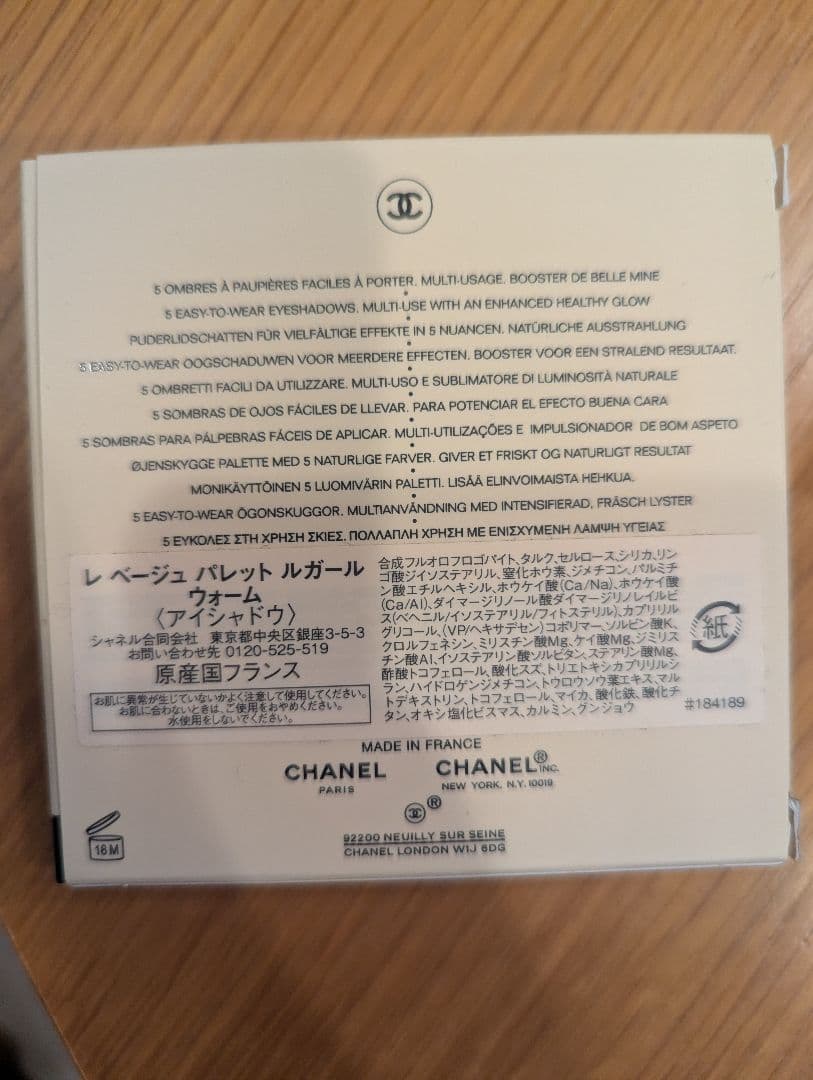 5 OMBRES À PAUPIÈRES FACILES À PORTER. MULTI-USAGE. BOOSTER DE BELLE MINE
5 EASY-TO-WEAR EYESHADOWS. MULTI-USE WITH AN ENHANCED HEALTHY GLOW
PUDERLIDSCHATTEN FÜR VIELFÄLTIGE EFFEKTE IN 5 NUANCEN. NATÜRLICHE AUSSTRAHLUNG
5 EASY-TO-WEAR OOGSCHADUWEN VOOR MEERDERE EFFECTEN. BOOSTER VOOR EEN STRALEND RESULTAAT.
5 OMBRETTI FACILI DA UTILIZZARE. MULTI-USO E SUBLIMATORE DI LUMINOSITÀ NATURALE
5 SOMBRAS DE OJOS FÁCILES DE LLEVAR. PARA POTENCIAR EL EFECTO BUENA CARA
5 SOMBRAS PARA PÁLPEBRAS FÁCEIS DE APLICAR. MULTI-UTILIZAÇÕES E IMPULSIONADOR DE BOM ASPETO
ØJENSKYGGE PALETTE MED 5 NATURLIGE FARVER. GIVER ET FRISKT OG NATURLIGT RESULTAT
MONIKÄYTTÖINEN 5 LUOMIVÄRIN PALETTI. LISÄÄ ELINVOIMAISTA HEHKUA.
5 EASY-TO-WEAR ÖGONSKUGGOR. MULTIANVÄNDNING MED INTENSIFIERAD, FRÄSCH LYSTER
5 ΕΥΚΟΛΕΣ ΣΤΗ ΧΡΗΣΗ ΣΚΙΕΣ. ΠΟΛΛΑΠΛΗ ΧΡΗΣΗ ΜΕ ΕΝΙΣΧΥΜΕΝΗ ΛΑΜΨΗ ΥΓΕΙΑΣ
レ ベージュ パレット ルガール
ウォーム
〈アイシャドウ〉
シャネル合同会社 東京都中央区銀座3-5-3
お問い合わせ先 0120-525-519
原産国フランス
お肌に異常が生じていないかよく注意して使用してください。
お肌に合わないときは、ご使用をおやめください。
水使用をしないでください。
合成フルオロフロゴパイト、タルク、セルロース、シリカ、リン
ゴ酸ジイソステアリル、窒化ホウ素、ジメチコン、パルミチ
ン酸エチルヘキシル、ホウケイ酸(Ca/Na)、ホウケイ酸
(Ca/Al)、ダイマージリノール酸ダイマージリノレイルビ
ス(ベヘニル/イソステアリル/フィトステリル)、カプリリル
グリコール、(VP/ヘキサデセン)コポリマー、ソルビン酸K、
クロルフェネシン、ミリスチン酸Mg、ケイ酸Mg、ジミリス
チン酸Al、イソステアリン酸ソルビタン、ステアリン酸Mg、
酢酸トコフェロール、酸化スズ、トリエトキシカプリリルシ
ラン、ハイドロゲンジメチコン、トウロウソウ葉エキス、マル
トデキストリン、トコフェロール、マイカ、酸化鉄、酸化チ
タン、オキシ塩化ビスマス、カルミン、グンジョウ
紙
#184189
MADE IN FRANCE
CHANEL CHANEL® INC.
PARIS NEW YORK, N.Y. 10019
®
92200 NEUILLY SUR SEINE
CHANEL LONDON W1J 6DG
18 M